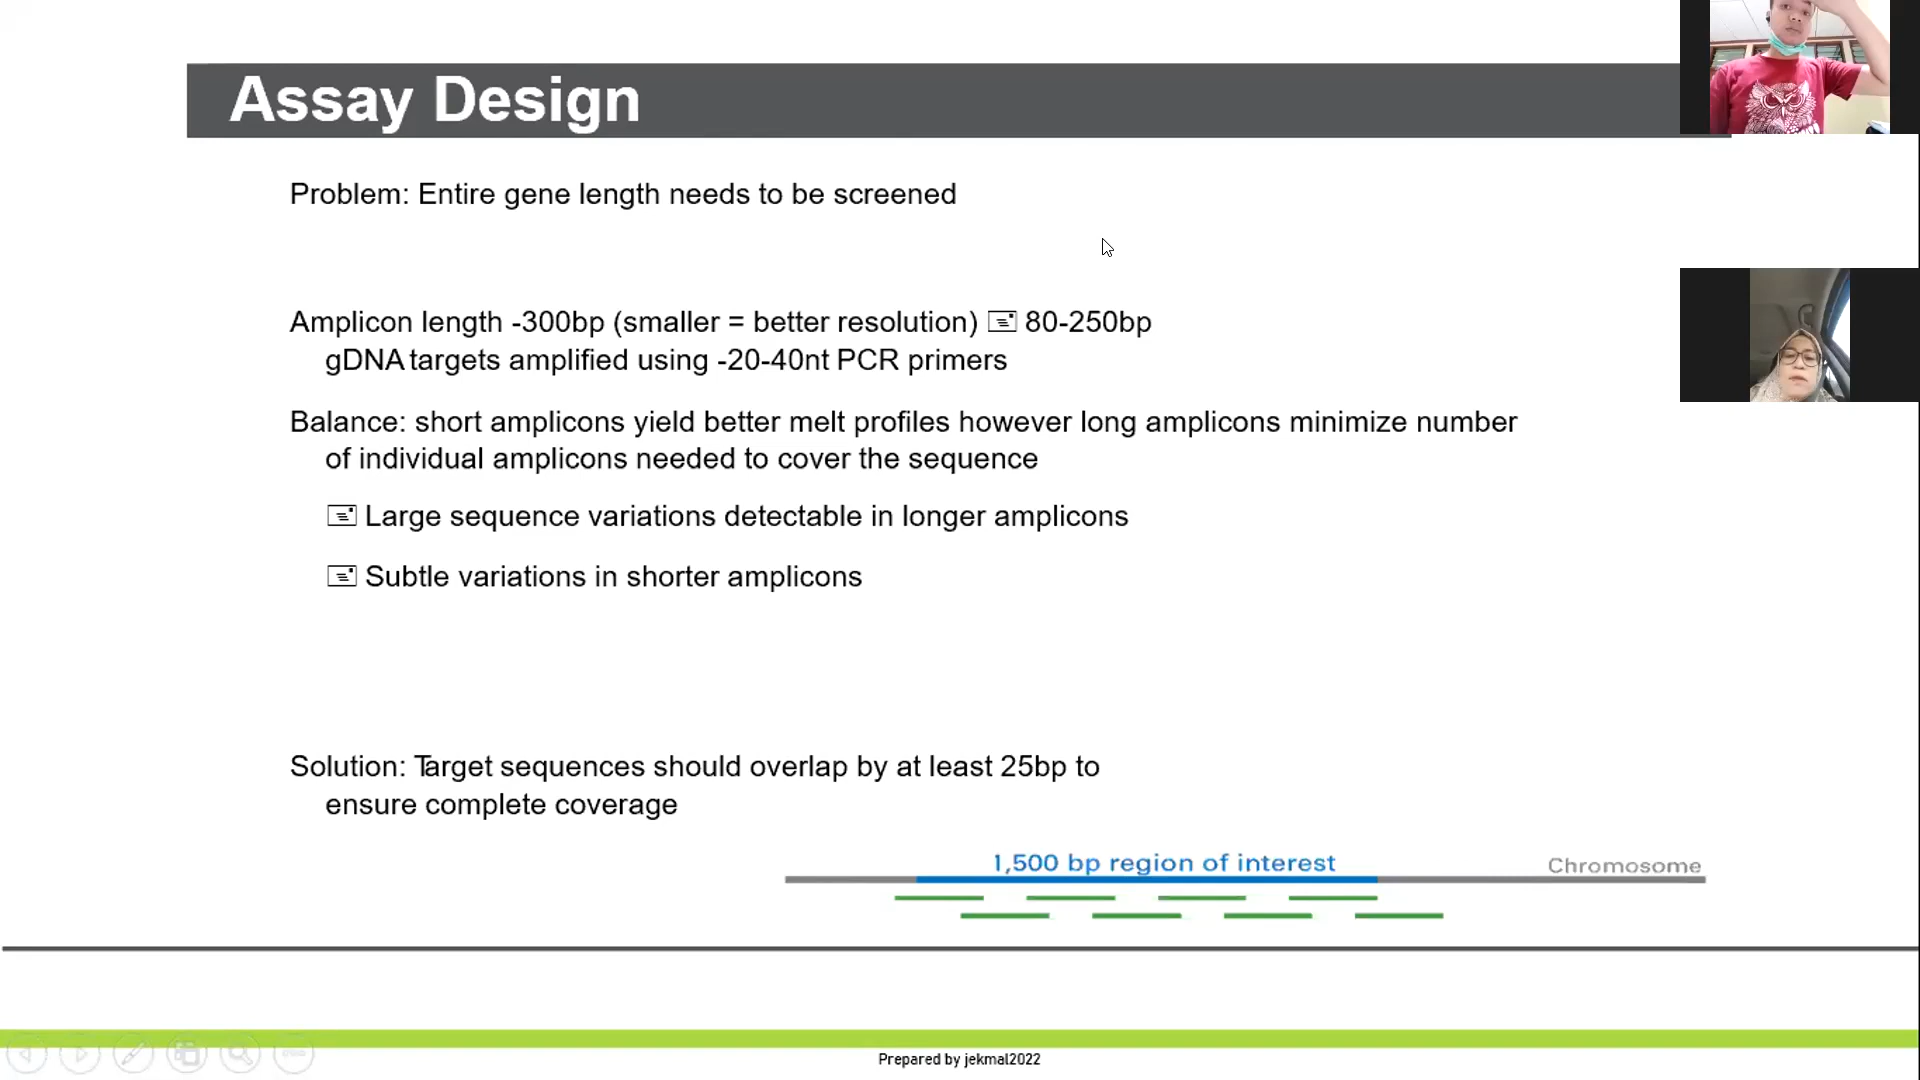 Assay Design
Problem: Entire gene length needs to be screened
Amplicon length -300bp (smaller = better resolution) 80-250bp
gDNA targets amplified using -20-40nt PCR primers
Balance: short amplicons yield better melt profiles however long amplicons minimize number
of individual amplicons needed to cover the sequence
Large sequence variations detectable in longer amplicons
Subtle variations in shorter amplicons
Solution: Target sequences should overlap by at least 25bp to
ensure complete coverage
1,500 bp region of interest
Chromosome
Prepared by jekmal2022